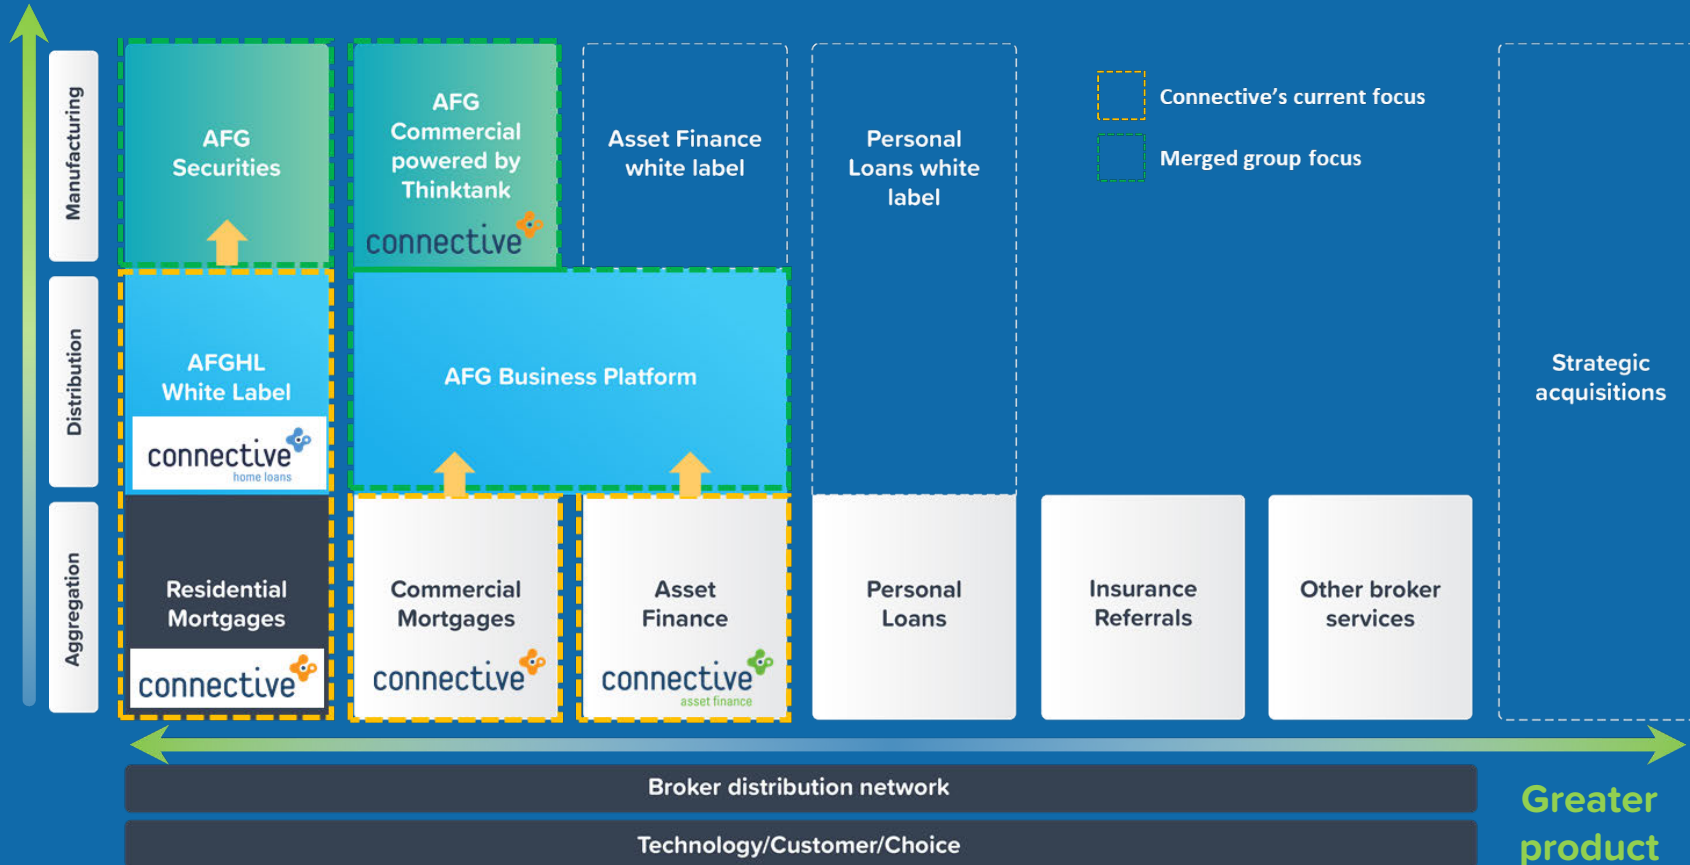 Manufacturing
AFG
Securities
AFG
Commercial
powered by
Thinktank
connective
Asset Finance
white label
Personal
Loans white
label
Connective's current focus
Merged group focus
Distribution
AFGHL
White Label
connective
home loans
AFG Business Platform
Strategic
acquisitions
Aggregation
Residential
Mortgages
connective
Commercial
Mortgages
connective
Asset
Finance
connective
asset finance
Personal
Loans
Insurance
Referrals
Other broker
services
Broker distribution network
Technology/Customer/Choice
Greater
product